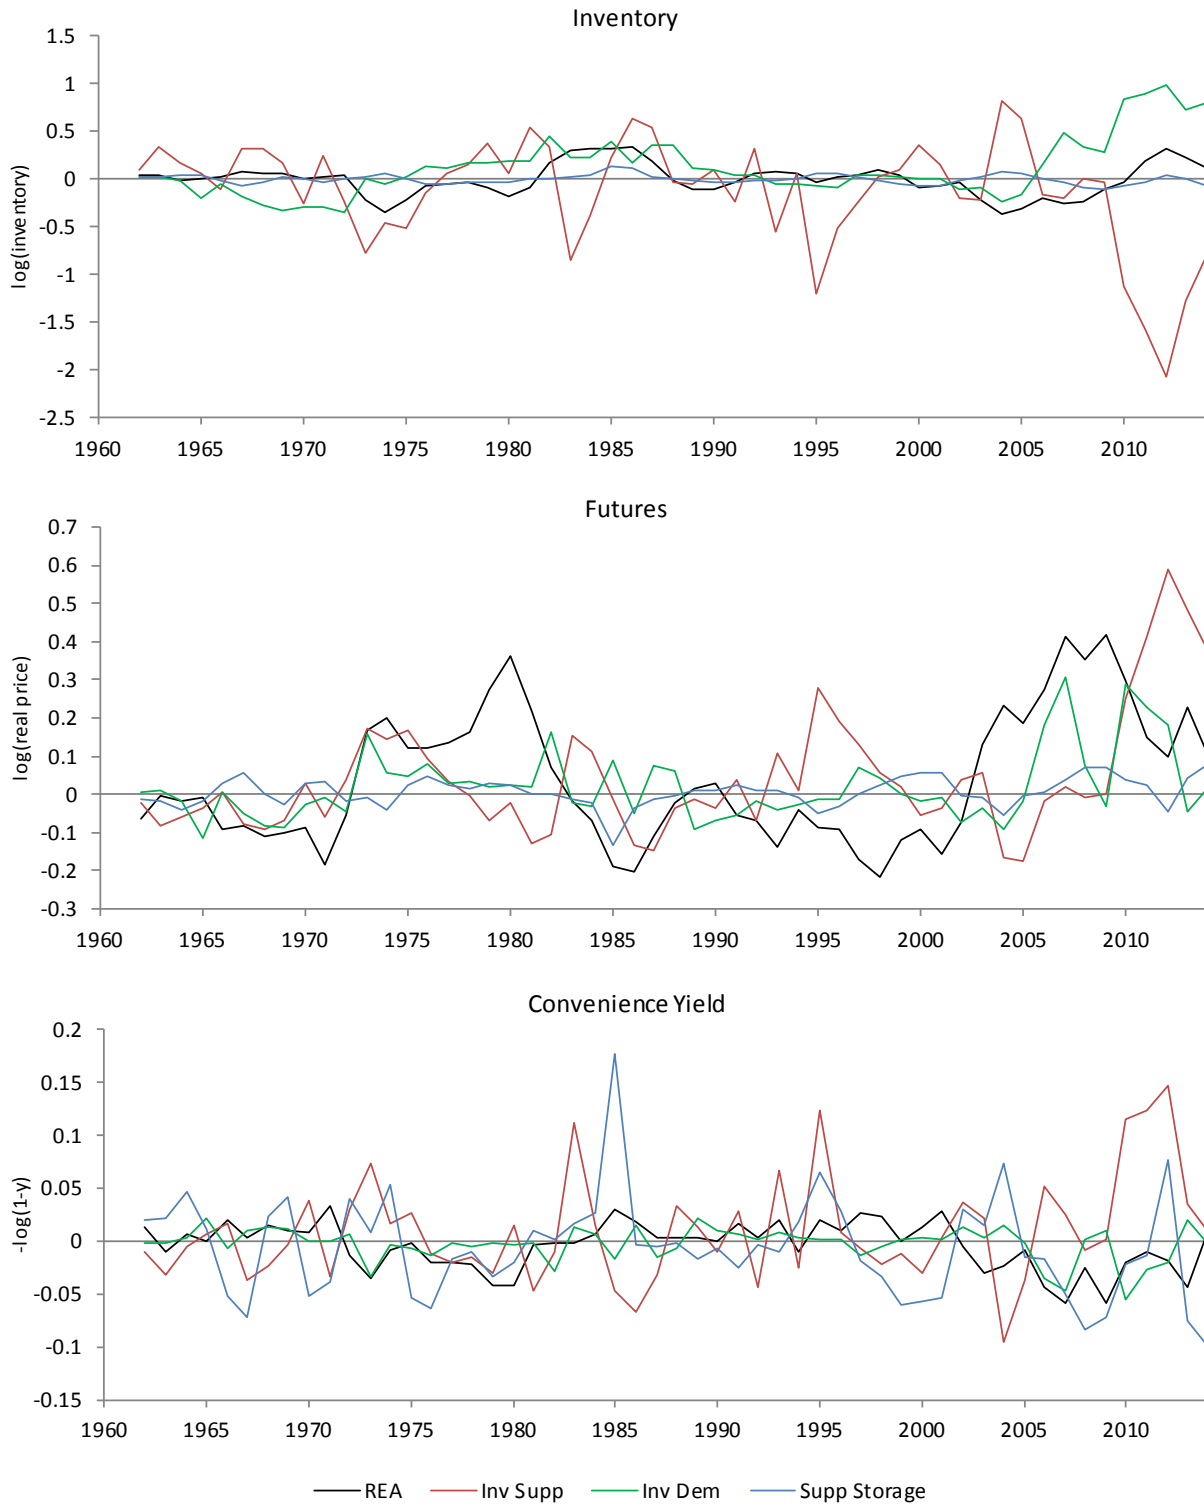 Inventory
1.5
1
0.5
0
-0.5
-1
-1.5
-2
-2.5
log(inventory)
1960 1965 1970 1975 1980 1985 1990 1995 2000 2005 2010
Futures
0.7
0.6
0.5
0.4
0.3
0.2
0.1
0
-0.1
-0.2
-0.3
log(real price)
1960 1965 1970 1975 1980 1985 1990 1995 2000 2005 2010
Convenience Yield
0.2
0.15
0.1
0.05
0
-0.05
-0.1
-0.15
-log(1-y)
1960 1965 1970 1975 1980 1985 1990 1995 2000 2005 2010
REA Inv Supp Inv Dem Supp Storage